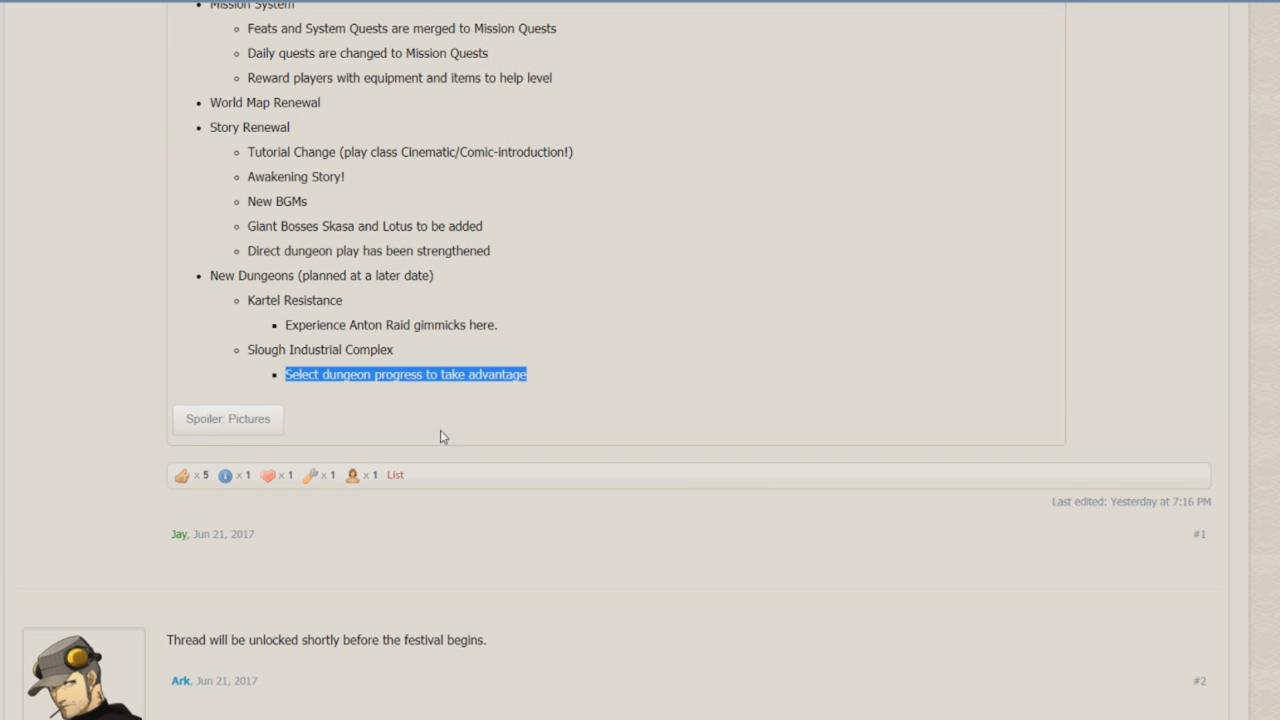 Mission System
Feats and System Quests are merged to Mission Quests
Daily quests are changed to Mission Quests
Reward players with equipment and items to help level
World Map Renewal
Story Renewal
Tutorial Change (play class Cinematic/Comic-introduction!)
Awakening Story!
New BGMs
Giant Bosses Skasa and Lotus to be added
Direct dungeon play has been strengthened
New Dungeons (planned at a later date)
Kartel Resistance
Experience Anton Raid gimmicks here.
Slough Industrial Complex
Select dungeon progress to take advantage
Spoiler: Pictures
x 5 x 1 x 1 x 1 x 1 List
Last edited: Yesterday at 7:16 PM
Jay, Jun 21, 2017 #1
Thread will be unlocked shortly before the festival begins.
Ark, Jun 21, 2017 #2